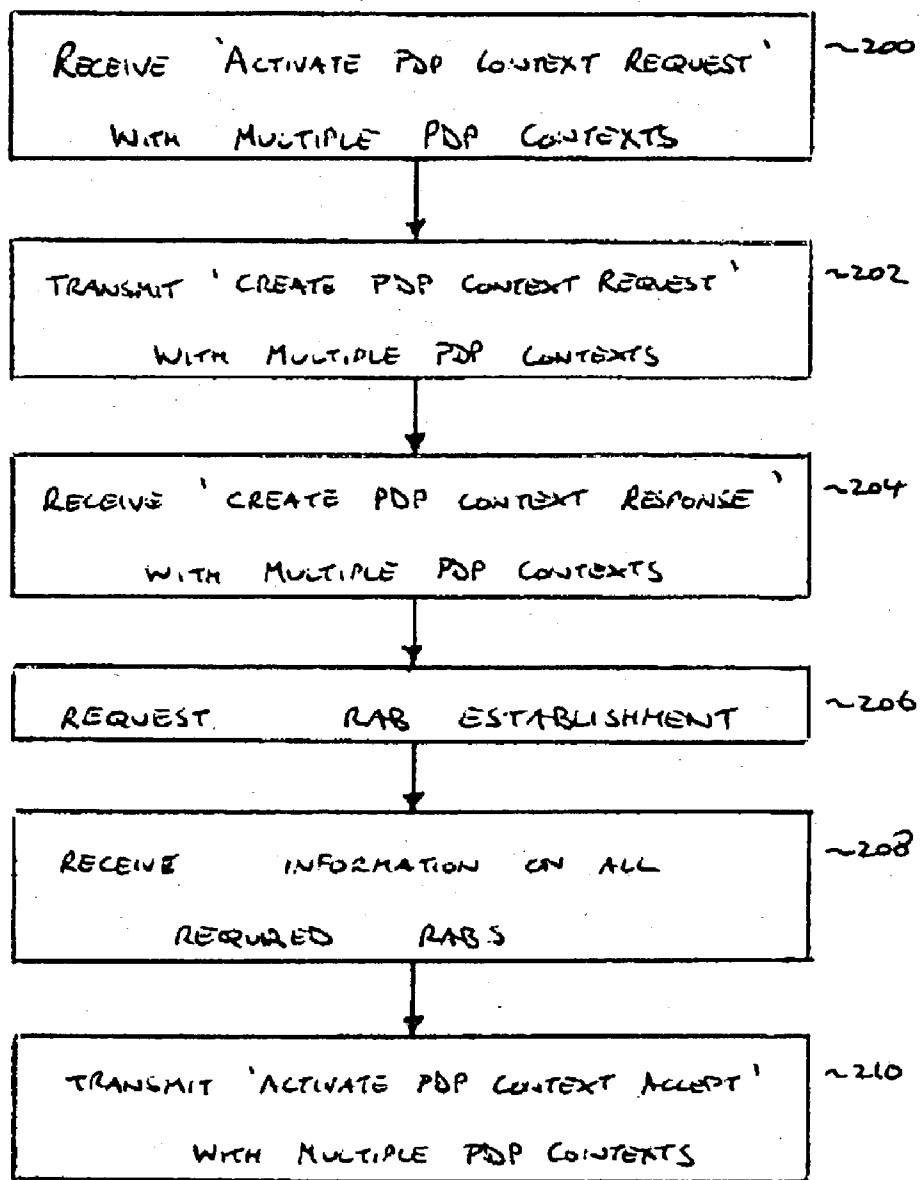 RECEIVE 'ACTIVATE PDP CONTEXT REQUEST' ~200
WITH MULTIPLE PDP CONTEXTS
TRANSMIT 'CREATE PDP CONTEXT REQUEST' ~202
WITH MULTIPLE PDP CONTEXTS
RECEIVE 'CREATE PDP CONTEXT RESPONSE' ~204
WITH MULTIPLE PDP CONTEXTS
REQUEST RAB ESTABLISHMENT ~206
RECEIVE INFORMATION ON ALL ~208
REQUIRED RABS
TRANSMIT 'ACTIVATE PDP CONTEXT ACCEPT' ~210
WITH MULTIPLE PDP CONTEXTS